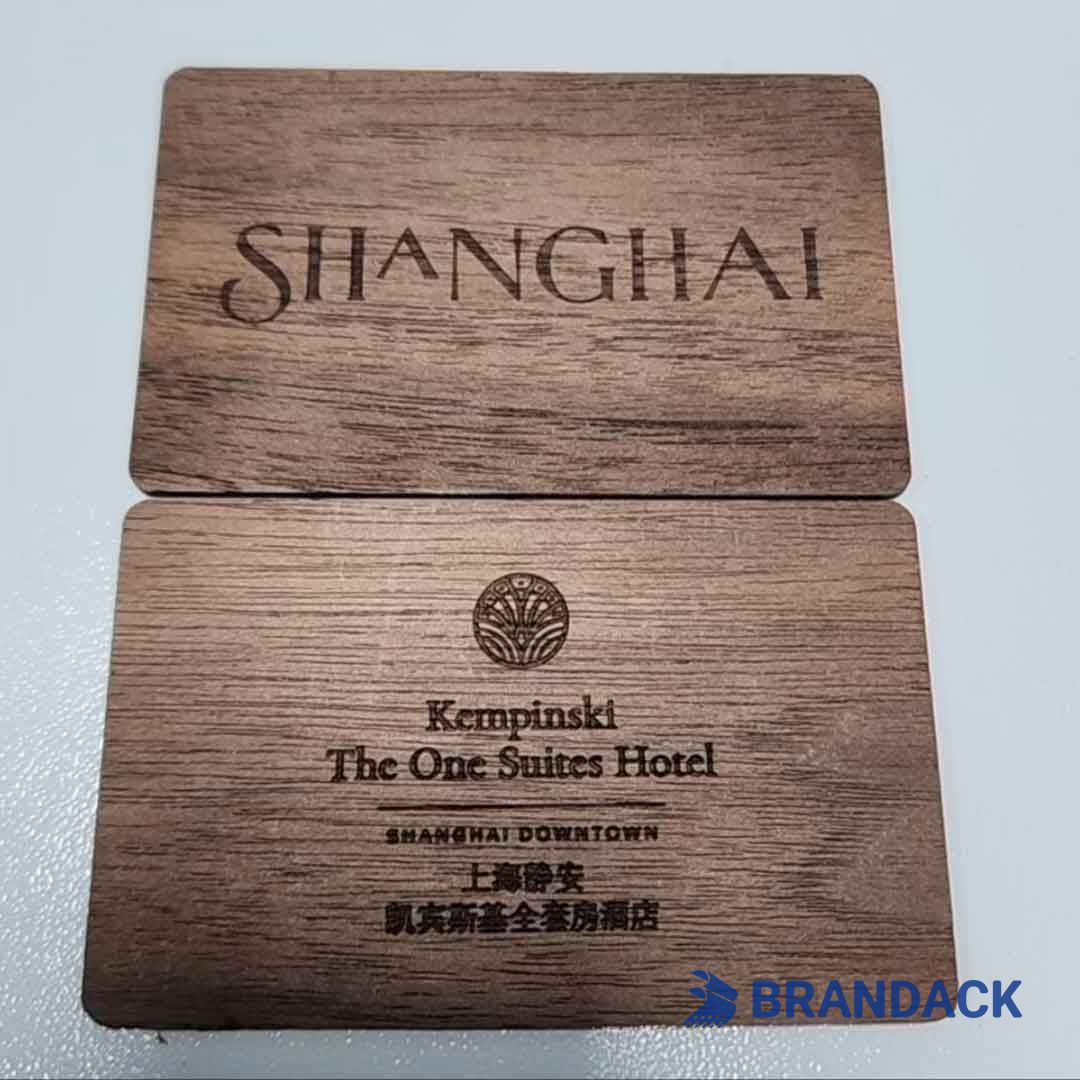 SHANGHAI
Kempinski
The One Suites Hotel
SHANGHAI DOWNTOWN
上海静安
凯宾斯基全套房酒店
BRANDACK